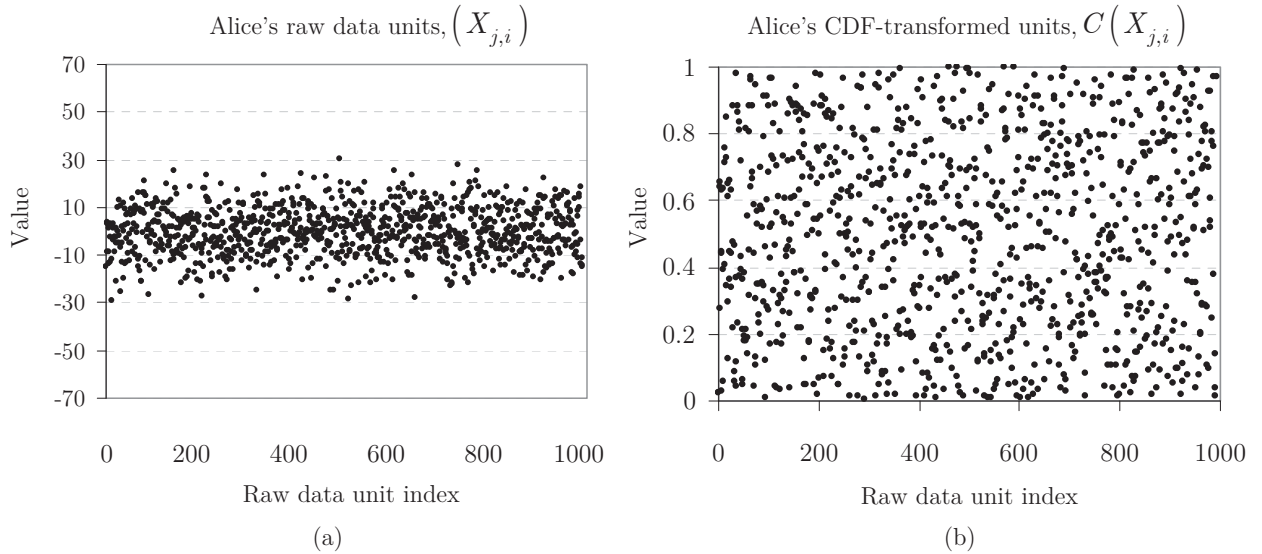 Alice's raw data units, (X_{j,i})
70
50
30
10
-10
-30
-50
-70
Value
0 200 400 600 800 1000
Raw data unit index
(a)
Alice's CDF-transformed units, C(X_{j,i})
1
0.8
0.6
0.4
0.2
0
Value
0 200 400 600 800 1000
Raw data unit index
(b)